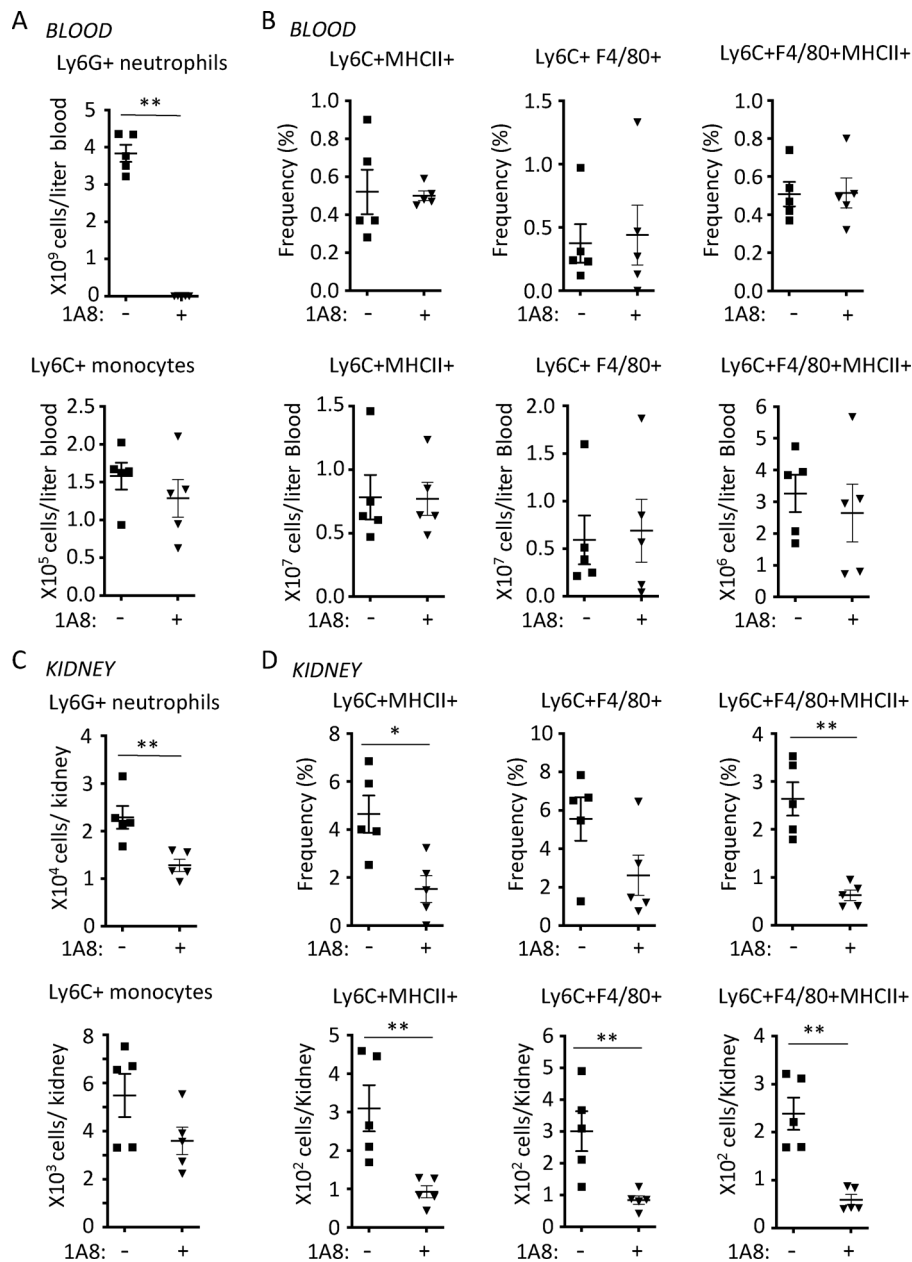 A BLOOD
Ly6G+ neutrophils
**
X10⁹ cells/liter blood
5
4
3
2
1
0
1A8: - +
Ly6C+ monocytes
X10⁵ cells/liter blood
2.5
2.0
1.5
1.0
0.5
0.0
1A8: - +
B BLOOD
Ly6C+MHCII+
Frequency (%)
1.0
0.8
0.6
0.4
0.2
0.0
1A8: - +
Ly6C+ F4/80+
Frequency (%)
1.5
1.0
0.5
0.0
- +
Ly6C+F4/80+MHCII+
Frequency (%)
1.0
0.8
0.6
0.4
0.2
0.0
- +
Ly6C+MHCII+
X10⁷ cells/liter Blood
1.5
1.0
0.5
0.0
1A8: - +
Ly6C+ F4/80+
X10⁷ cells/liter Blood
2.0
1.5
1.0
0.5
0.0
- +
Ly6C+F4/80+MHCII+
X10⁶ cells/liter Blood
6
5
4
3
2
1
0
- +
C KIDNEY
Ly6G+ neutrophils
**
X10⁴ cells/ kidney
4
3
2
1
0
1A8: - +
Ly6C+ monocytes
X10³ cells/ kidney
8
6
4
2
0
1A8: - +
D KIDNEY
Ly6C+MHCII+
*
Frequency (%)
8
6
4
2
0
1A8: - +
Ly6C+F4/80+
Frequency (%)
10
8
6
4
2
0
- +
Ly6C+F4/80+MHCII+
**
Frequency (%)
4
3
2
1
0
- +
Ly6C+MHCII+
**
X10² cells/Kidney
5
4
3
2
1
0
1A8: - +
Ly6C+F4/80+
**
X10² cells/Kidney
6
5
4
3
2
1
0
- +
Ly6C+F4/80+MHCII+
**
X10² cells/Kidney
4
3
2
1
0
- +